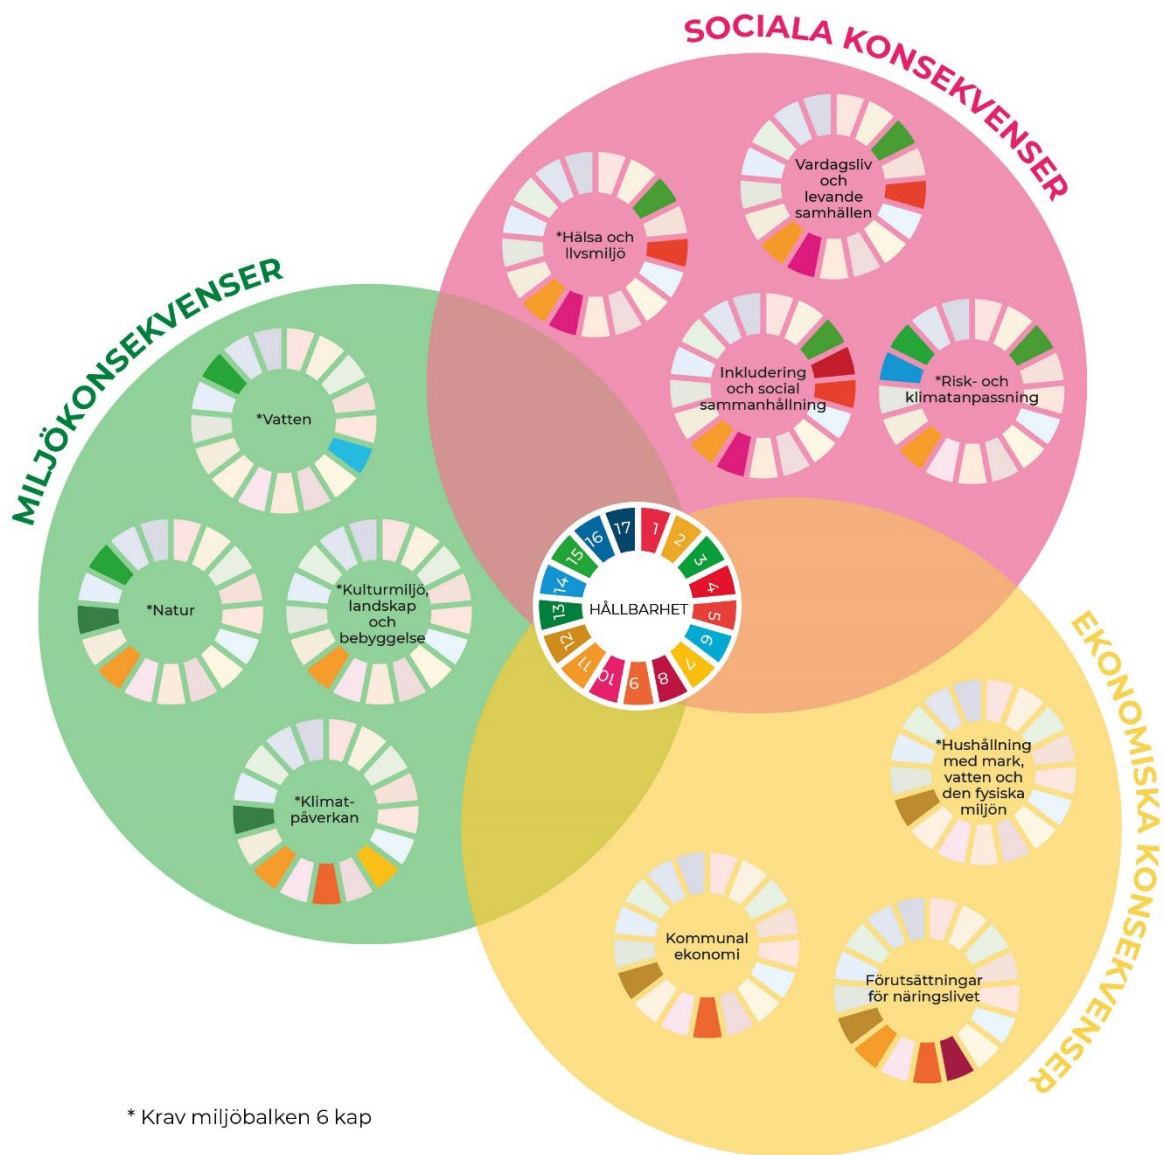 SOCIALA KONSEKVENSER
Vardagsliv
och
levande
samhällen
*Hälsa och
llvsmiljö
Inkludering
och social
sammanhållning
*Risk- och
klimatanpassning
MILJÖKONSEKVENSER
*Vatten
*Natur
*Kulturmiljö,
landskap
och
bebyggelse
*Klimat-
påverkan
HÅLLBARHET
1
2
3
4
5
6
7
8
9
10
11
12
13
14
15
16
17
EKONOMISKA KONSEKVENSER
*Hushållning
med mark,
vatten och
den fysiska
miljön
Kommunal
ekonomi
Förutsättningar
för näringslivet
* Krav miljöbalken 6 kap